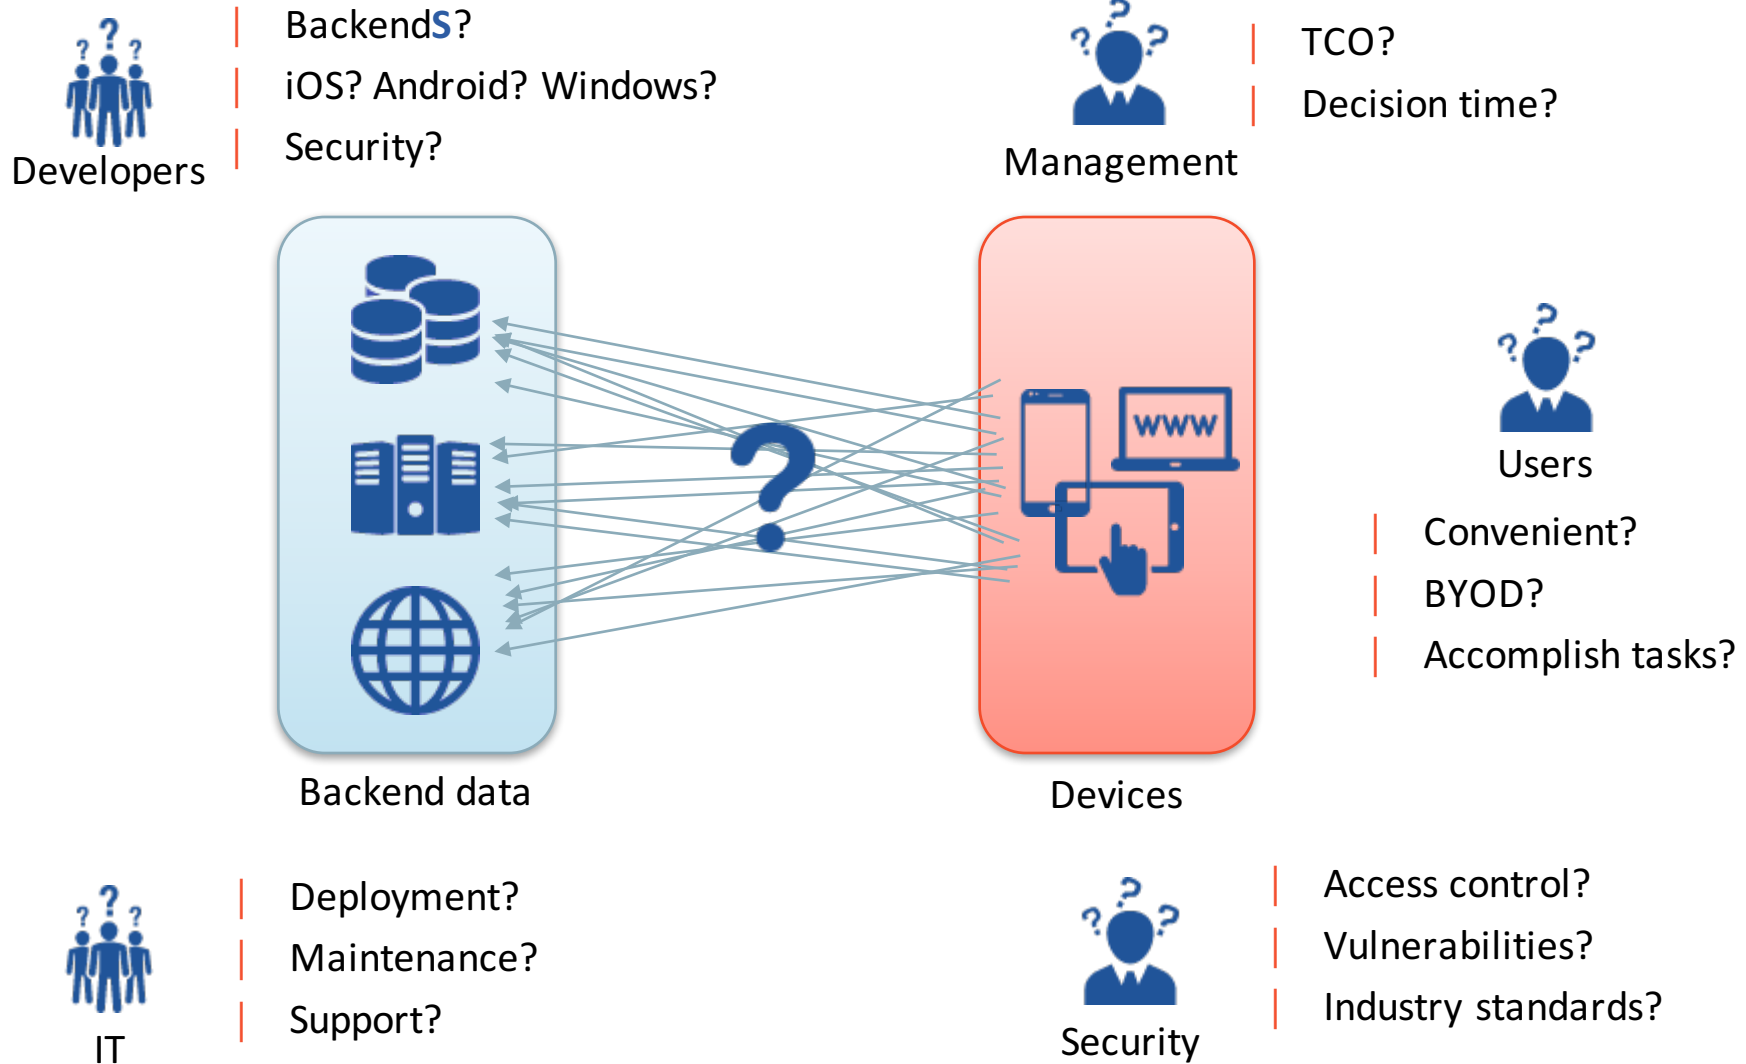 BackendS?
iOS? Android? Windows?
Security?
Developers
TCO?
Decision time?
Management
WWW
Users
Convenient?
BYOD?
Accomplish tasks?
Backend data
Devices
Deployment?
Maintenance?
Support?
IT
Access control?
Vulnerabilities?
Industry standards?
Security